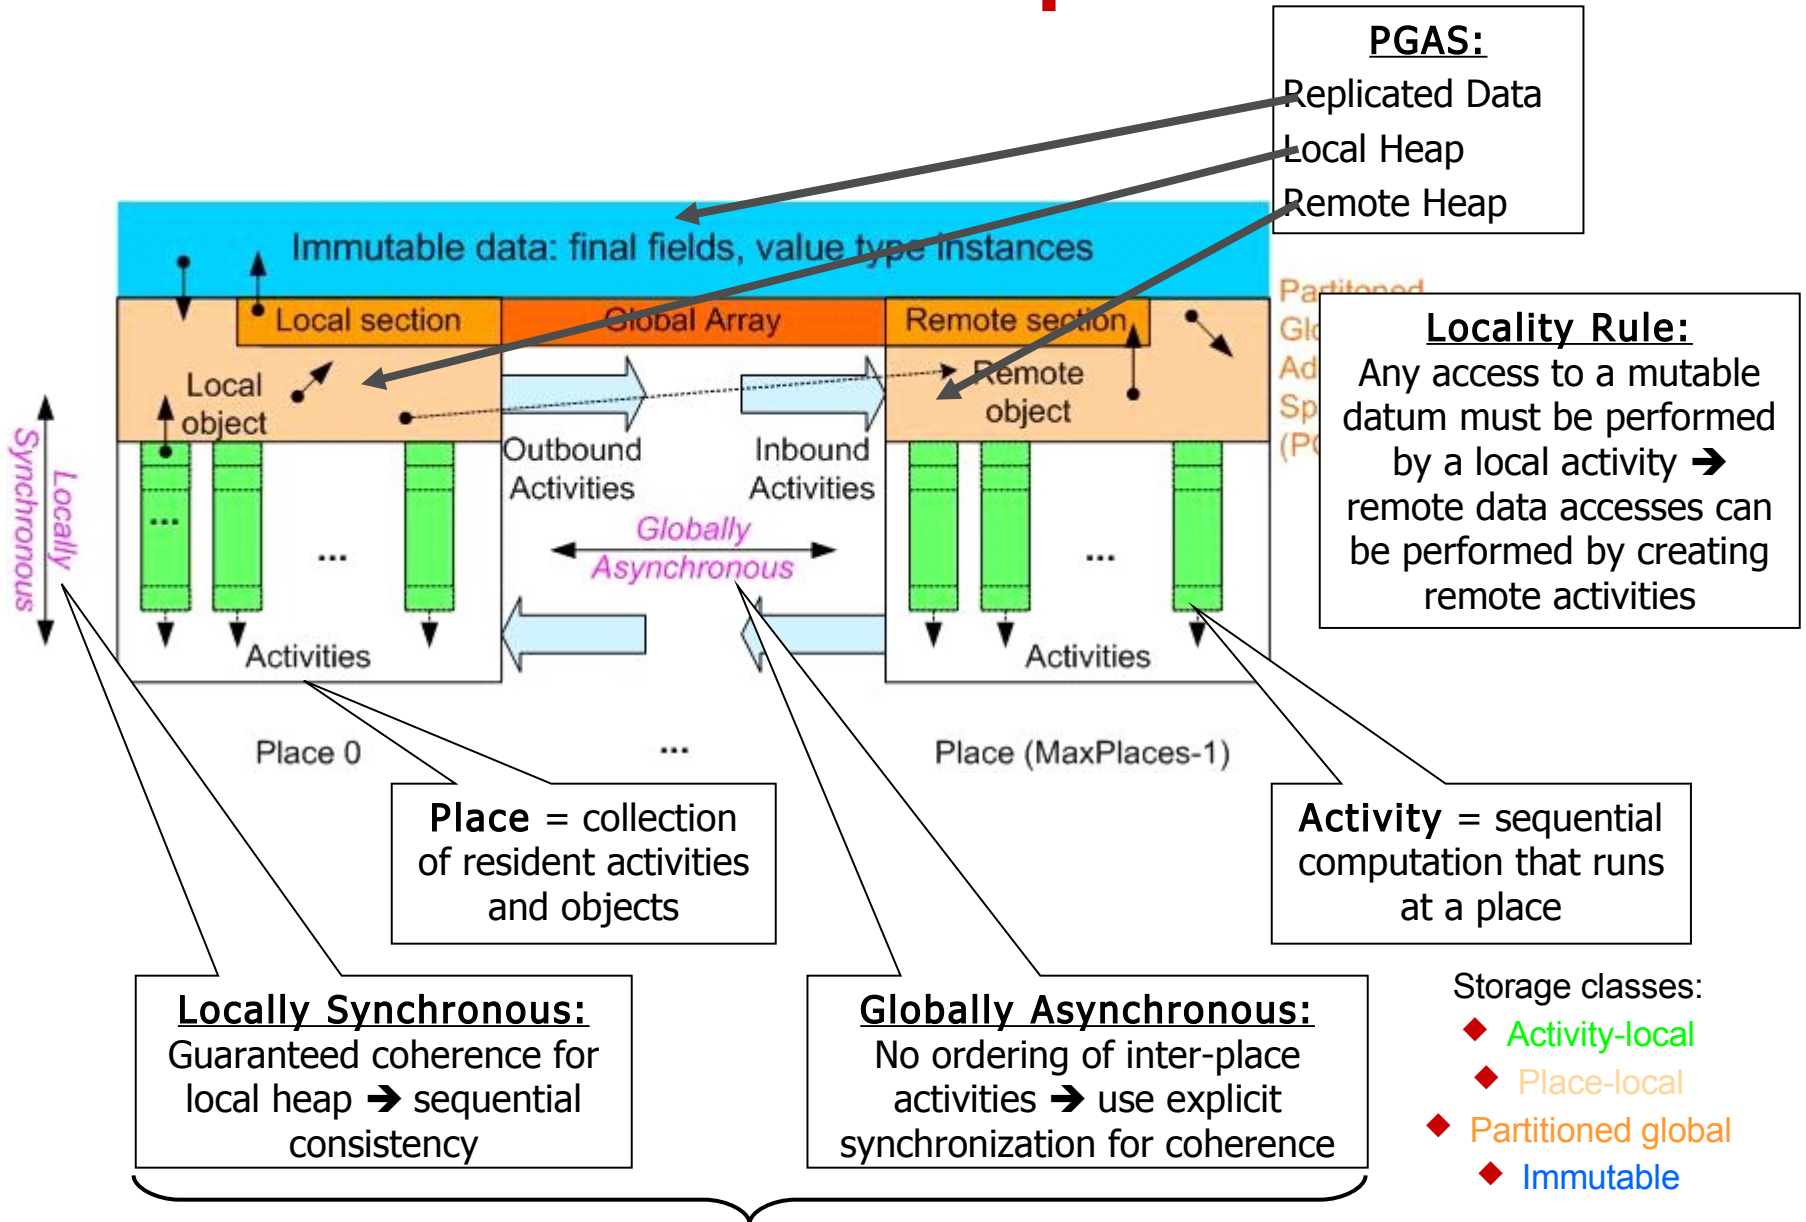 PGAS:
Replicated Data
Local Heap
Remote Heap
Immutable data: final fields, value type instances
Local section
Global Array
Remote section
Partitoned
Locality Rule:
Any access to a mutable
datum must be performed
by a local activity ➔
remote data accesses can
be performed by creating
remote activities
Local
object
Remote
object
Outbound
Activities
Inbound
Activities
Locally
Synchronous
...
...
...
Globally
Asynchronous
Activities
Activities
Place 0
...
Place (MaxPlaces-1)
Place = collection
of resident activities
and objects
Activity = sequential
computation that runs
at a place
Locally Synchronous:
Guaranteed coherence for
local heap ➔ sequential
consistency
Globally Asynchronous:
No ordering of inter-place
activities ➔ use explicit
synchronization for coherence
Storage classes:
◆ Activity-local
◆ Place-local
◆ Partitioned global
◆ Immutable